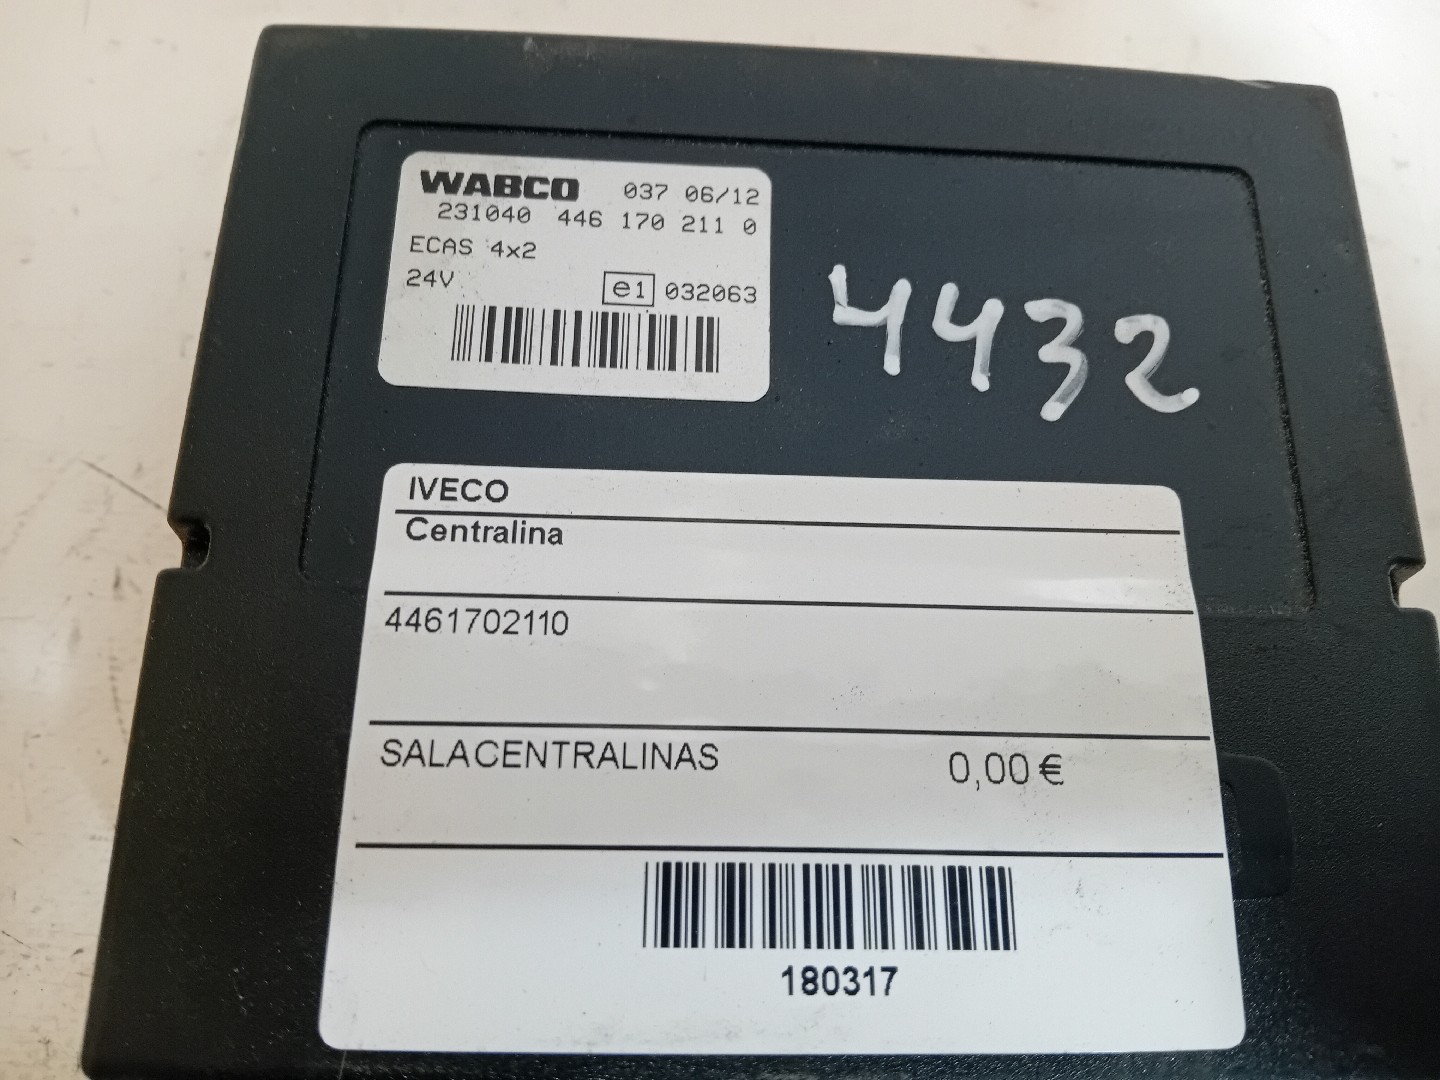 WABCO 037 06/12
231040 446 170 211 0
ECAS 4x2
24V e1 032063
4432
IVECO
Centralina
4461702110
SALACENTRALINAS 0,00 €
180317